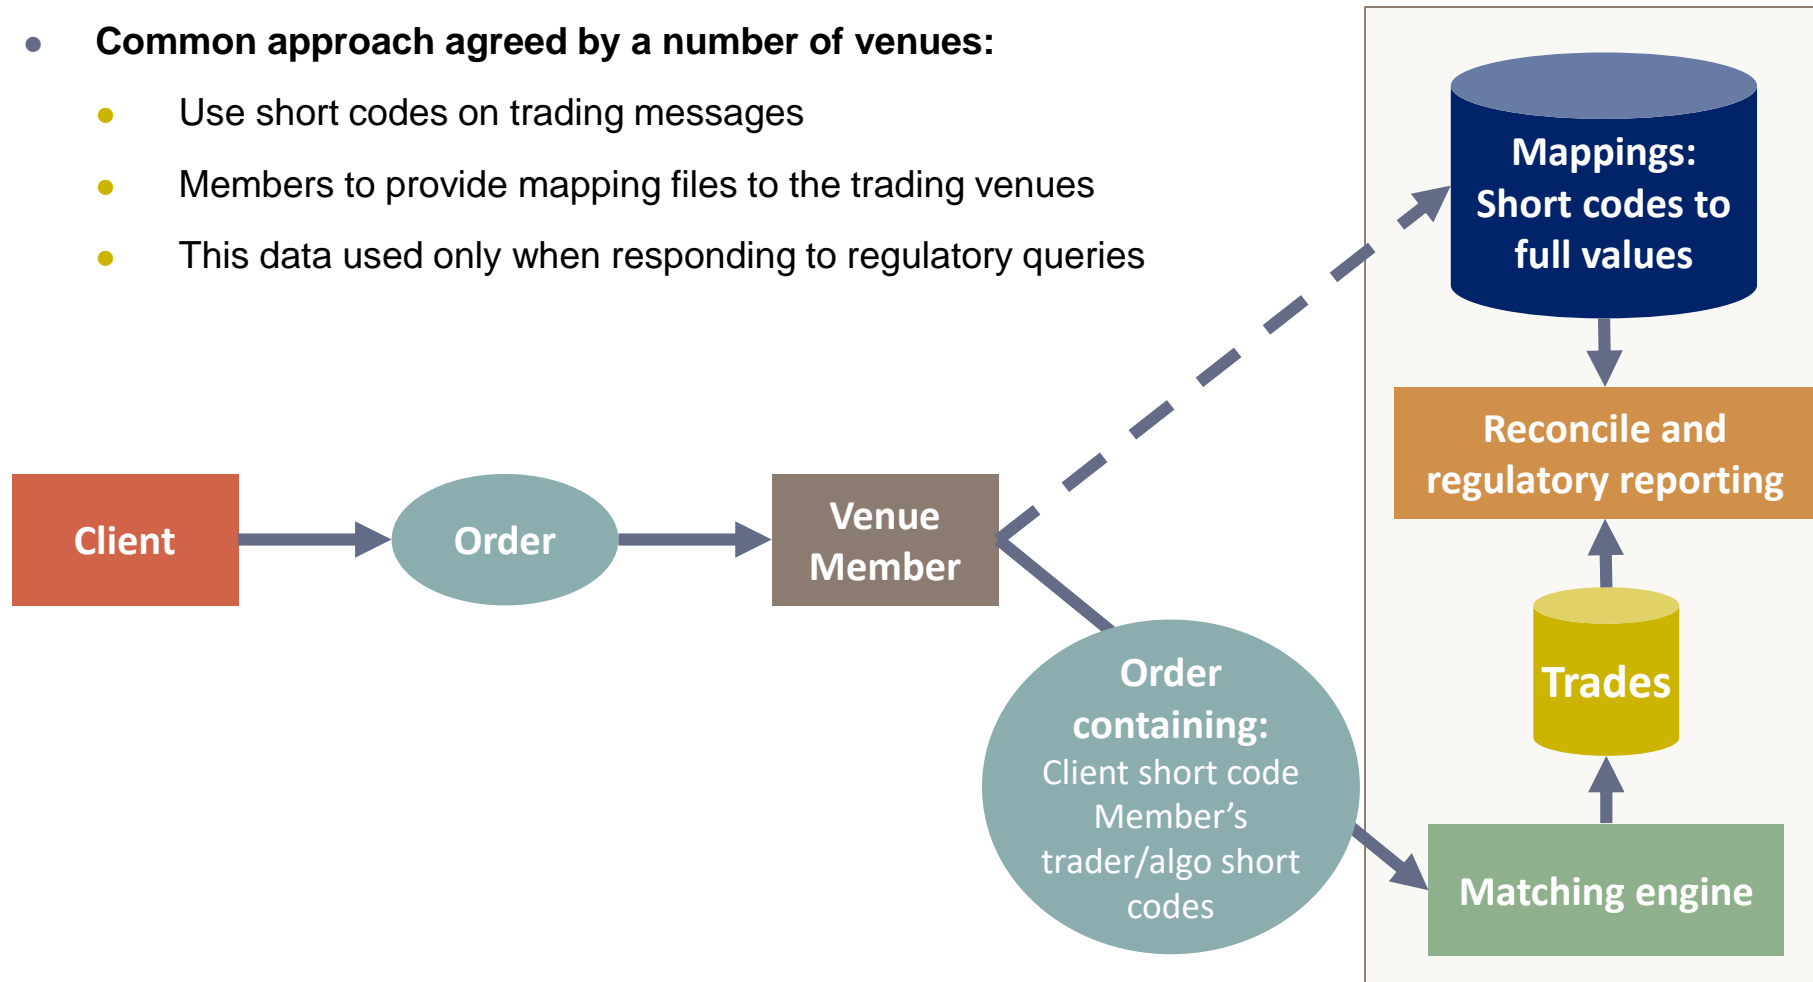 Common approach agreed by a number of venues:
Use short codes on trading messages
Members to provide mapping files to the trading venues
This data used only when responding to regulatory queries
Mappings:
Short codes to
full values
Reconcile and
regulatory reporting
Client
Order
Venue
Member
Order
containing:
Client short code
Member’s
trader/algo short
codes
Trades
Matching engine